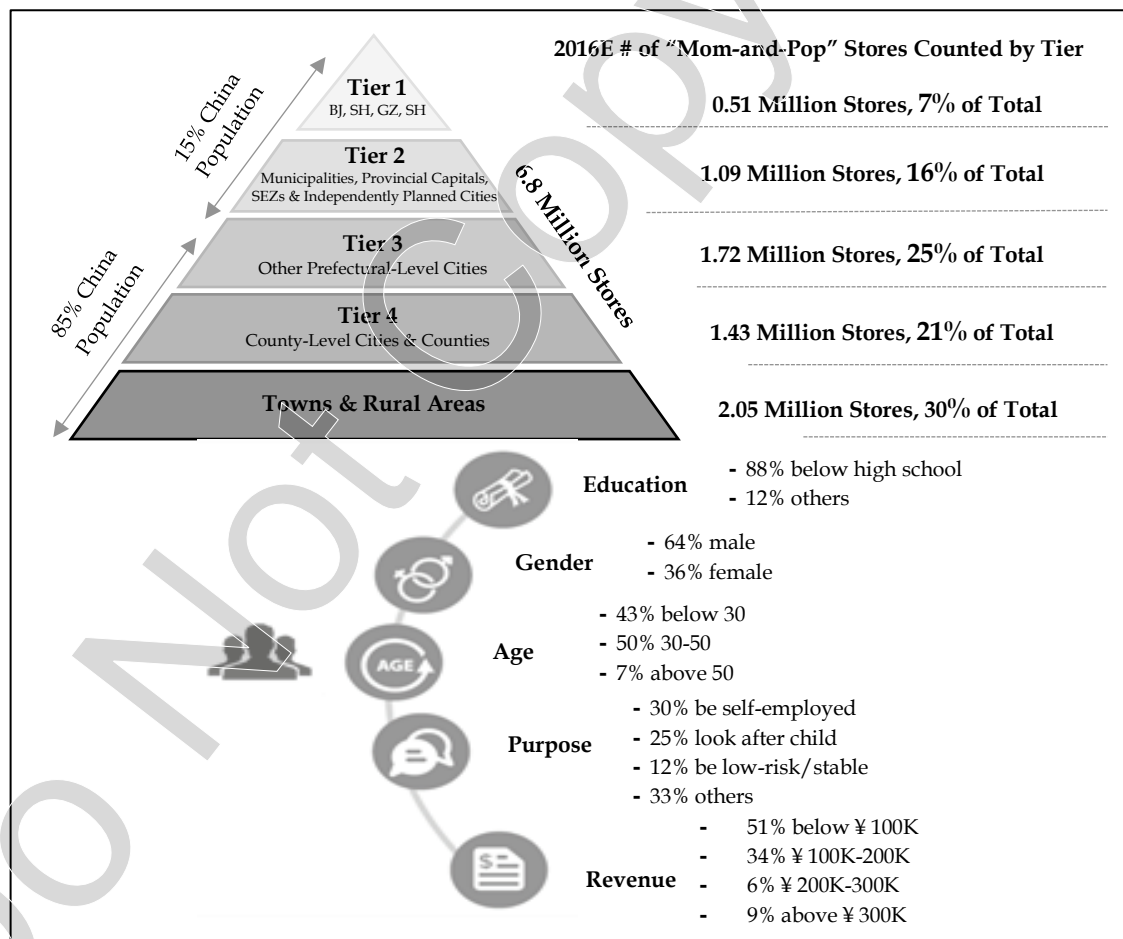 2016E # of “Mom-and-Pop” Stores Counted by Tier
15% China
Population
85% China
Population
Tier 1
BJ, SH, GZ, SH
Tier 2
Municipalities, Provincial Capitals,
SEZs & Independently Planned Cities
Tier 3
Other Prefectural-Level Cities
Tier 4
County-Level Cities & Counties
Towns & Rural Areas
6.8 Million Stores
0.51 Million Stores, 7% of Total
1.09 Million Stores, 16% of Total
1.72 Million Stores, 25% of Total
1.43 Million Stores, 21% of Total
2.05 Million Stores, 30% of Total
Education
- 88% below high school
- 12% others
Gender
- 64% male
- 36% female
AGE
Age
- 43% below 30
- 50% 30-50
- 7% above 50
Purpose
- 30% be self-employed
- 25% look after child
- 12% be low-risk/stable
- 33% others
$
Revenue
- 51% below ¥ 100K
- 34% ¥ 100K-200K
- 6% ¥ 200K-300K
- 9% above ¥ 300K
Do Not Copy